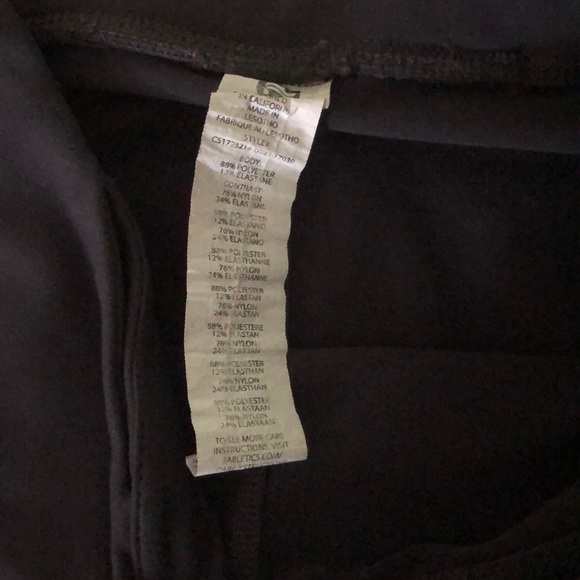 IN CALIFORNIA/
MADE IN
LESOTHO
FABRIQUE AU LESOTHO
STYLE#
BODY
88% POLYESTER
12% ELASTANE
CONTRAST
76% NYLON
24% ELASTANE
88% POLIESTER
12% ELASTANO
76% NYLON
24% ELASTANO
88% POLYESTER
12% ELASTHANNE
76% NYLON
24% ELASTHANNE
88% POLYESTER
12% ELASTAN
76% NYLON
24% ELASTAN
88% POLIESTERE
12% ELASTAN
76% NYLON
24% ELASTAN
88% POLYESTER
12% ELASTHAN
76% NYLON
24% ELASTHAN
88% POLYESTER
12% ELASTAAN
76% NYLON
24% ELASTAAN
TO SEE MORE CARE
INSTRUCTIONS, VISIT
FABLETICS.COM/